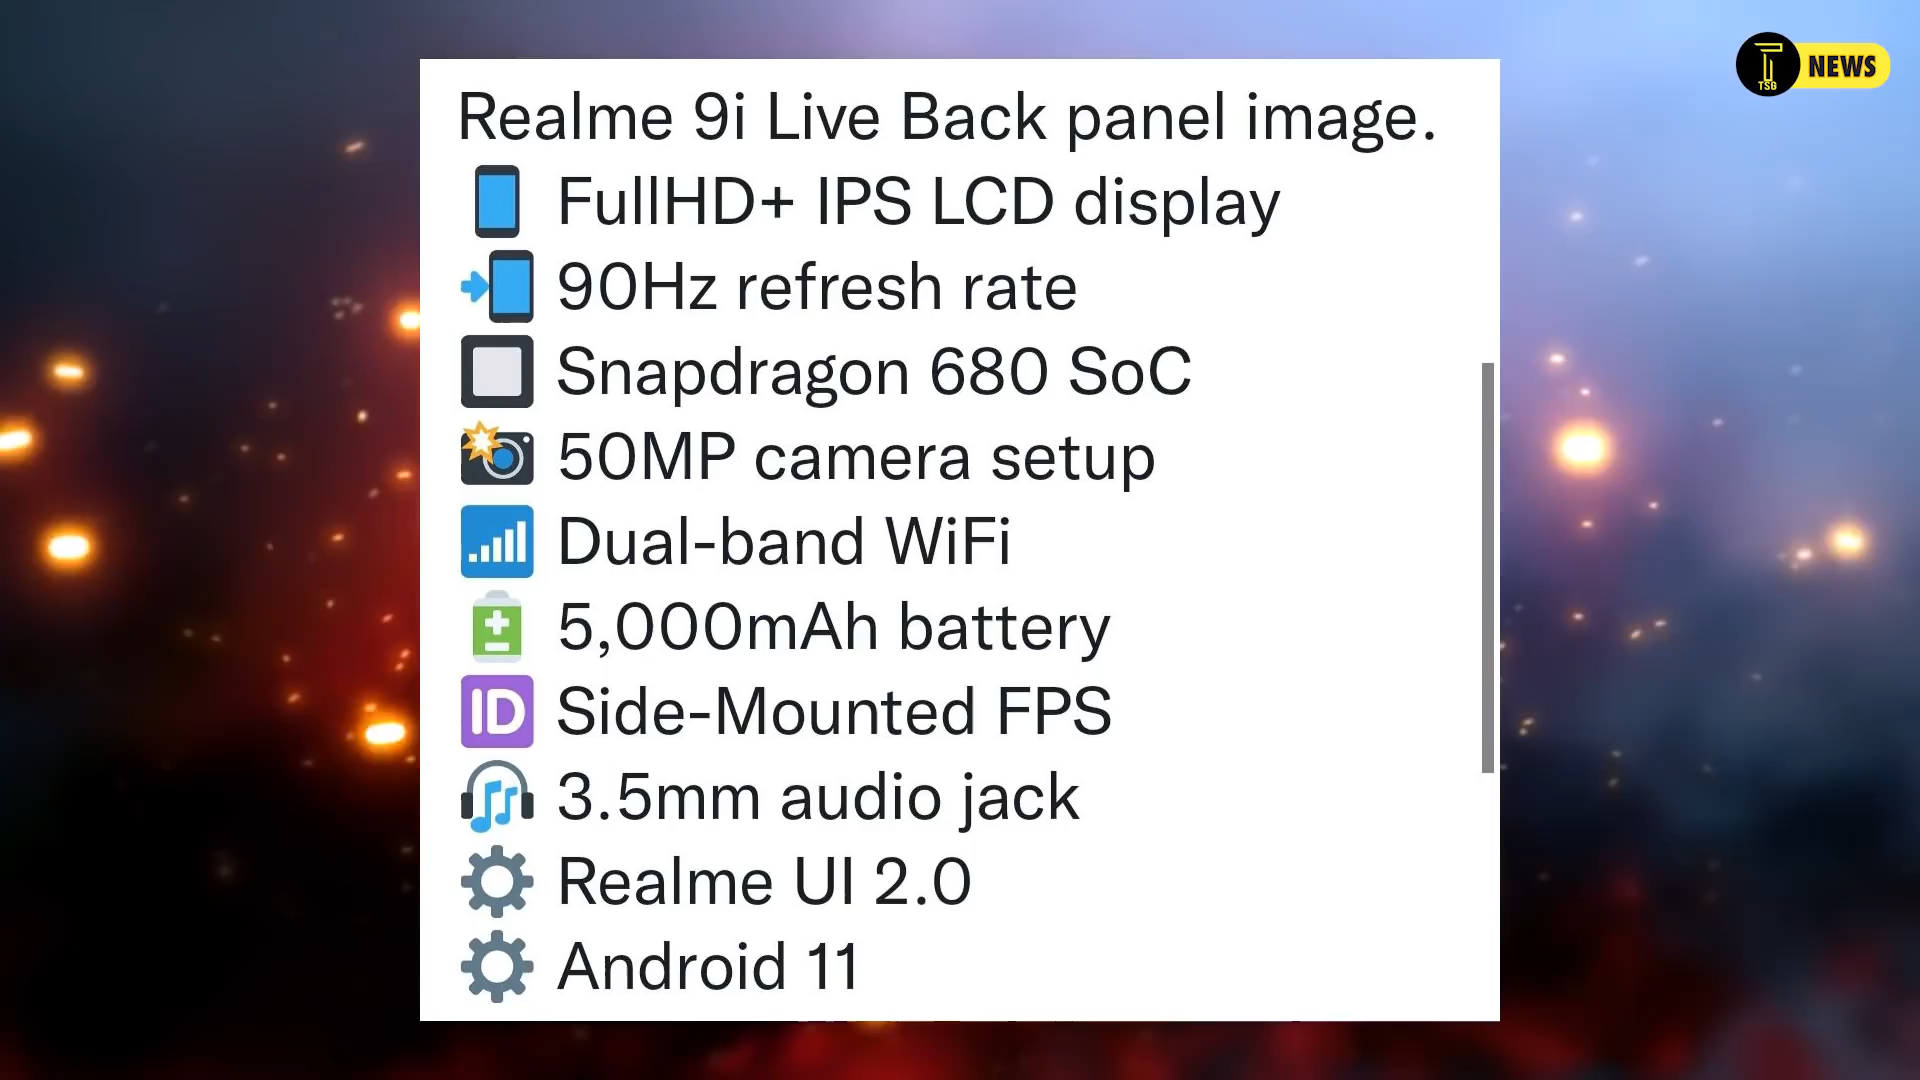 Realme 9i Live Back panel image.
FullHD+ IPS LCD display
90Hz refresh rate
Snapdragon 680 SoC
50MP camera setup
Dual-band WiFi
5,000mAh battery
ID Side-Mounted FPS
3.5mm audio jack
Realme UI 2.0
Android 11
TSG NEWS